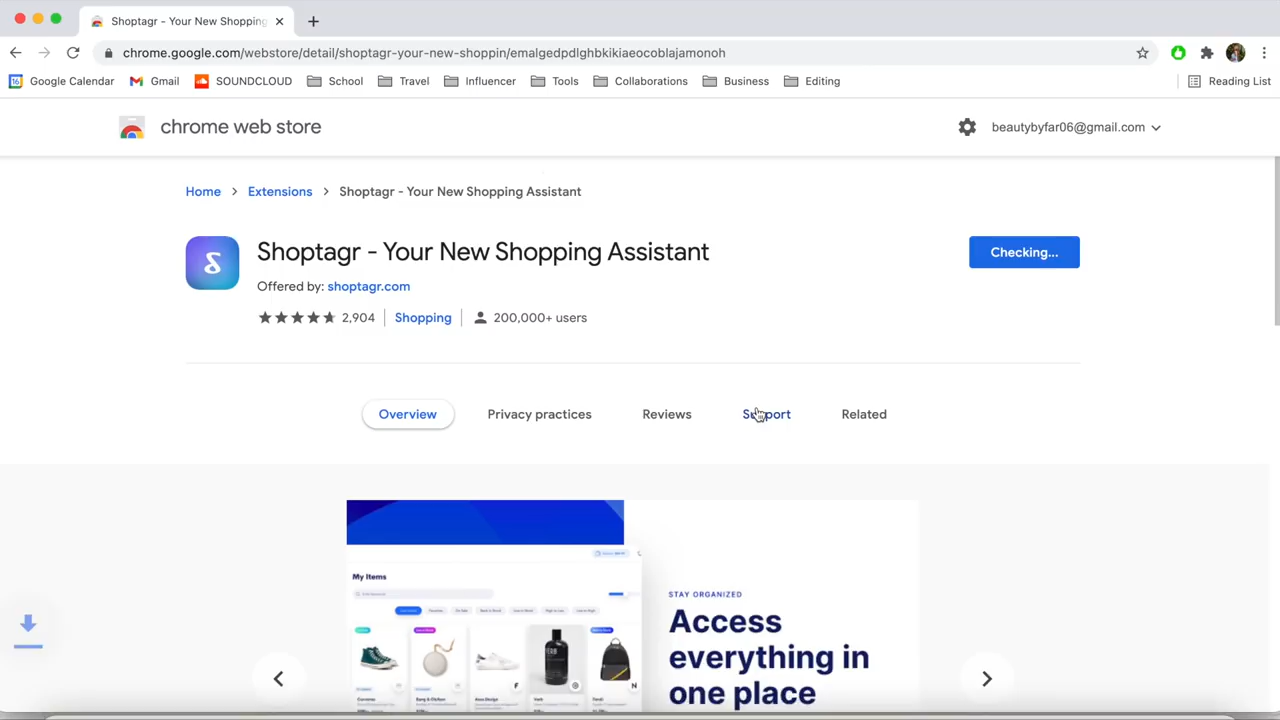 Shoptagr - Your New Shopping
chrome.google.com/webstore/detail/shoptagr-your-new-shoppin/emalgedpdlghbkikiaeocoblajamonoh
16 Google Calendar Gmail SOUNDCLOUD School Travel Influencer Tools Collaborations Business Editing Reading List
chrome web store
beautybyfar06@gmail.com
Home > Extensions > Shoptagr - Your New Shopping Assistant
Shoptagr - Your New Shopping Assistant
Checking...
Offered by: shoptagr.com
2,904 Shopping 200,000+ users
Overview Privacy practices Reviews Support Related
My Items
STAY ORGANIZED
Access
everything in
one place